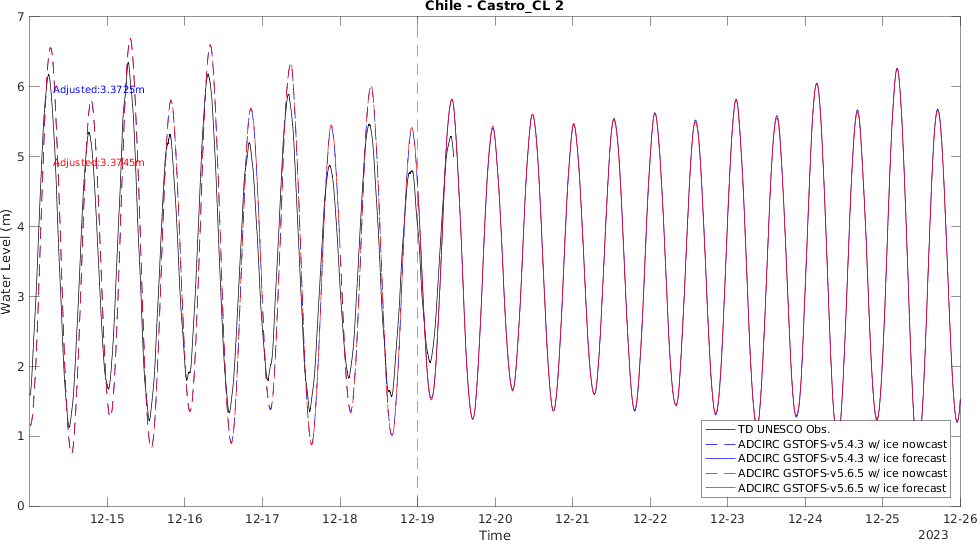 Chile - Castro_CL 2
7
6
5
4
3
2
1
0
Water Level (m)
Adjusted:3.3725m
Adjusted:3.3745m
TD UNESCO Obs.
ADCIRC GSTOFS-v5.4.3 w/ ice nowcast
ADCIRC GSTOFS-v5.4.3 w/ ice forecast
ADCIRC GSTOFS-v5.6.5 w/ ice nowcast
ADCIRC GSTOFS-v5.6.5 w/ ice forecast
12-15 12-16 12-17 12-18 12-19 12-20 12-21 12-22 12-23 12-24 12-25 12-26
Time
2023